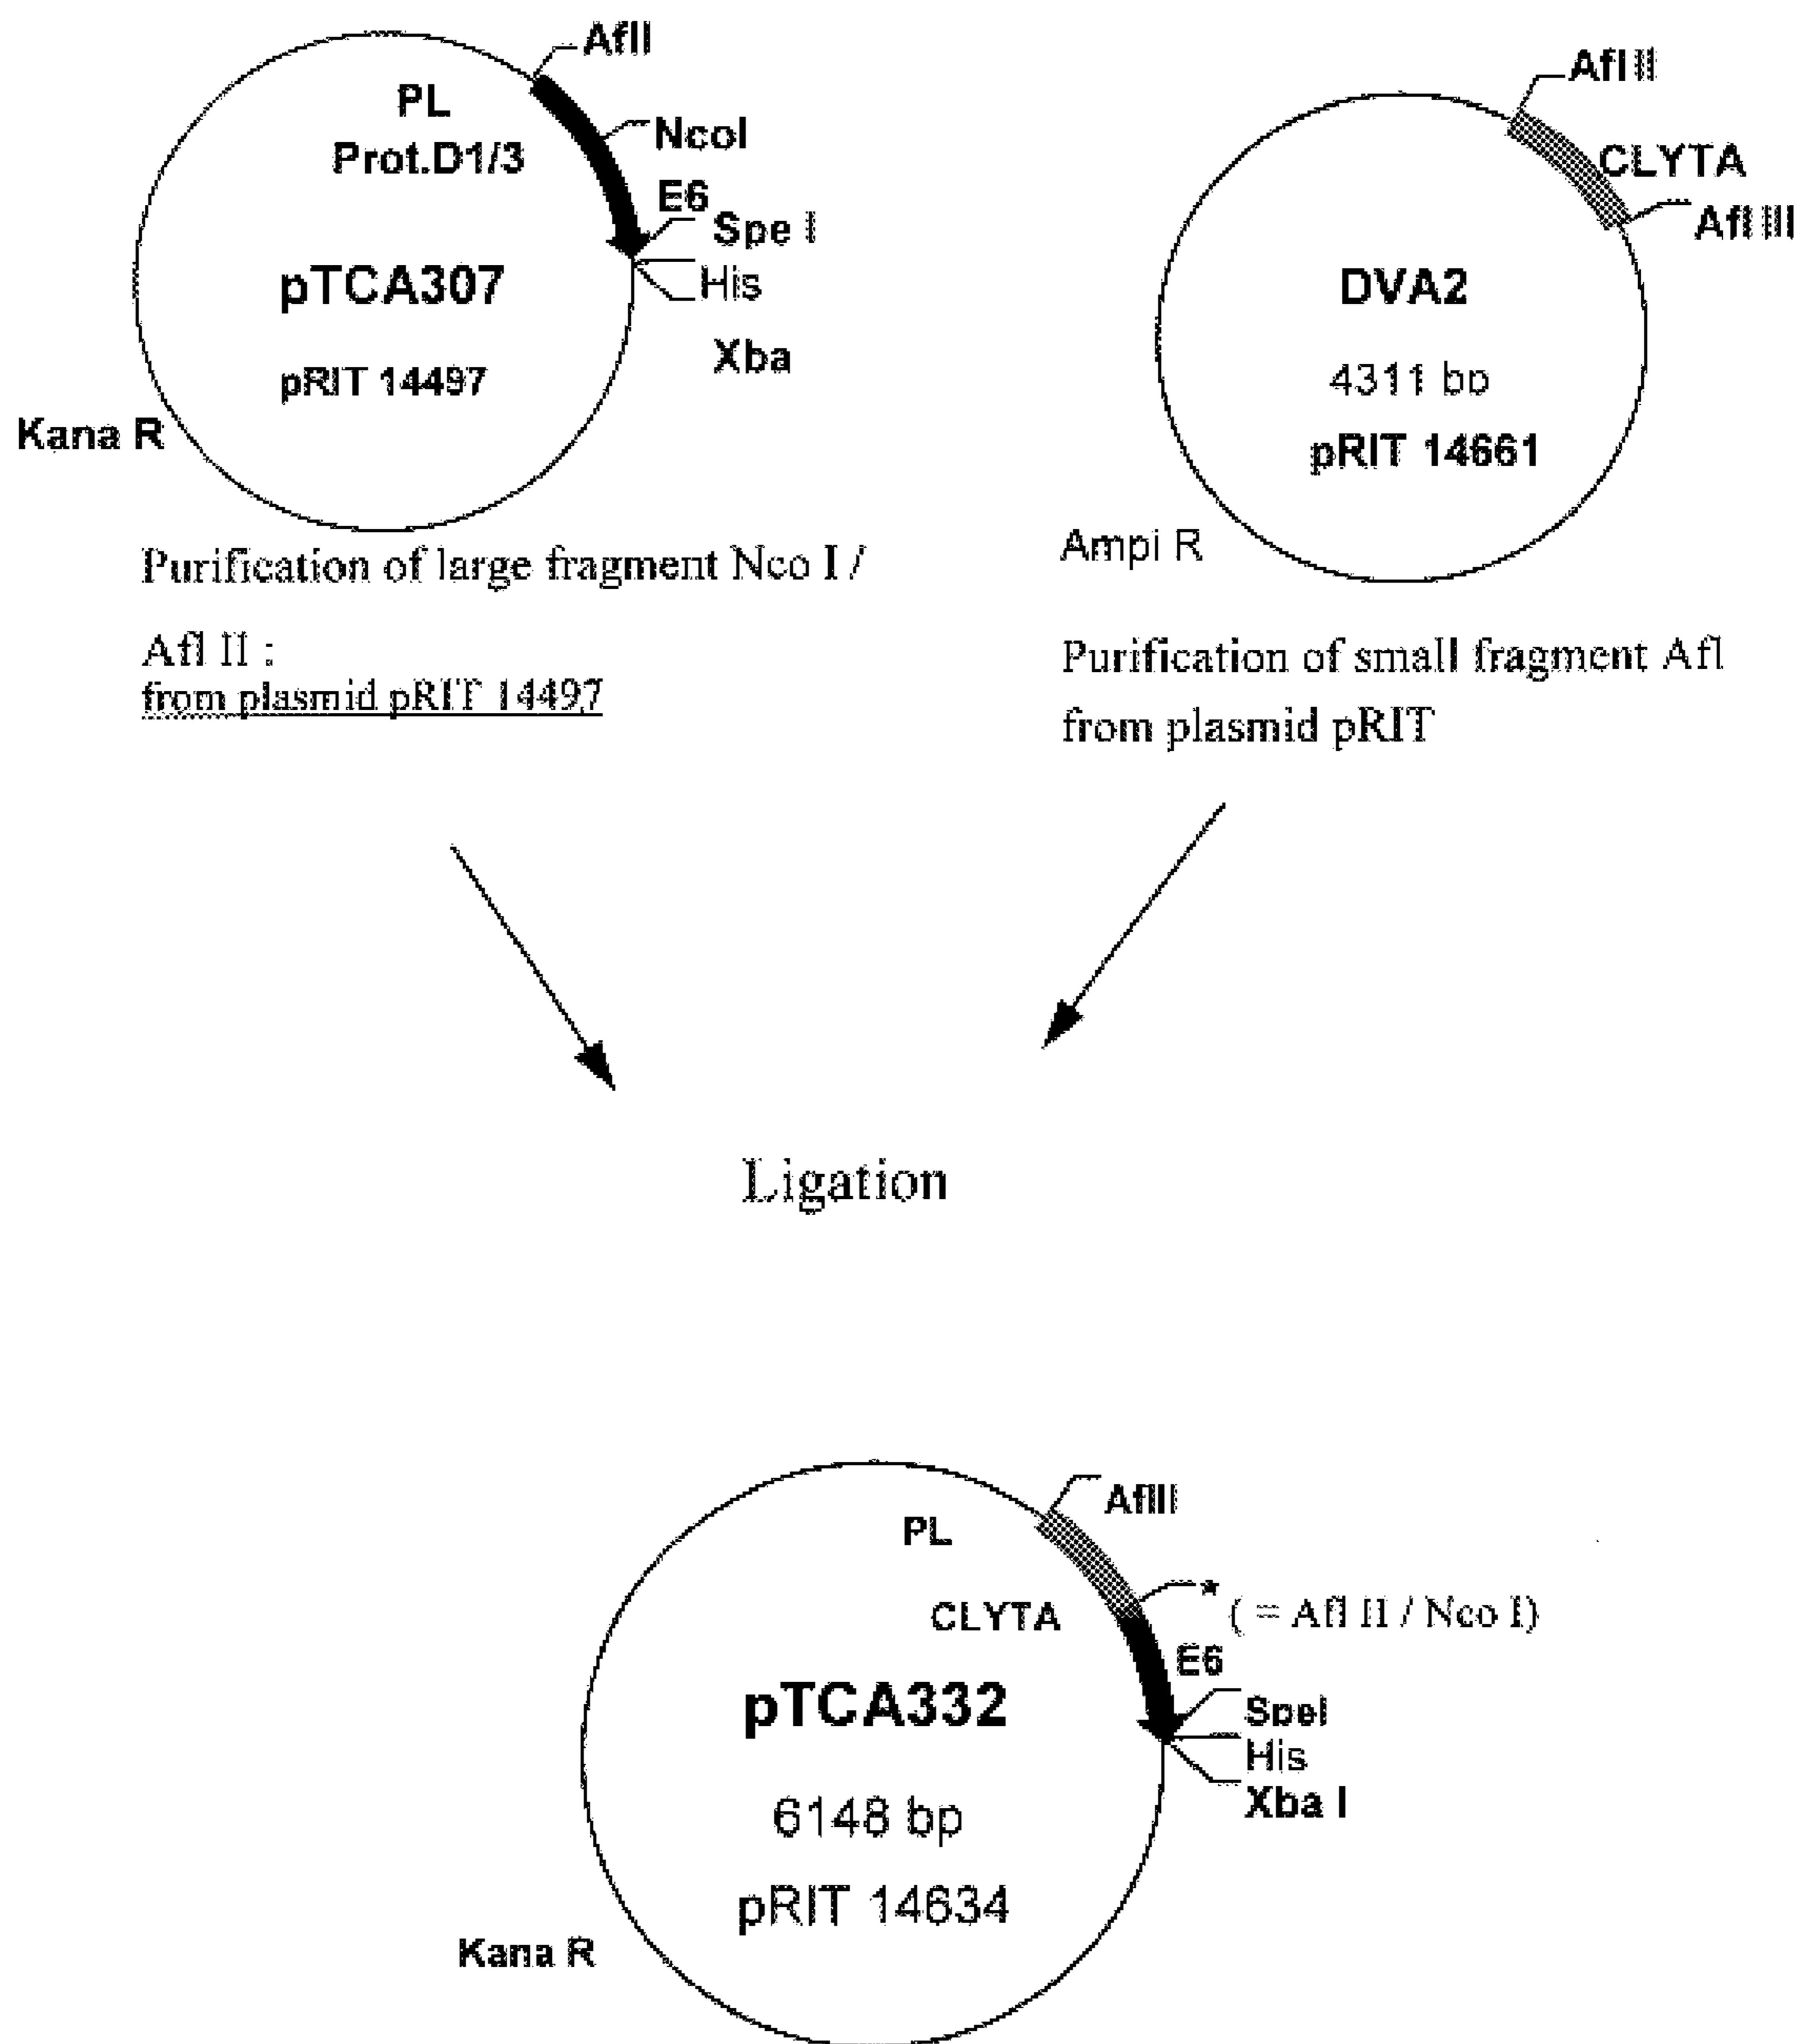 AflII
PL
Prot.D1/3
NcoI
E6
Spe I
His
pTCA307
Xba
pRIT 14497
Kana R
Purification of large fragment Nco I /
Afl II :
from plasmid pRIT 14497
Afl II
CLYTA
Afl III
DVA2
4311 bp
pRIT 14661
Ampi R
Purification of small fragment Afl
from plasmid pRIT
Ligation
AflII
PL
*
( = Afl II / Nco I)
CLYTA
E6
pTCA332
SpeI
His
Xba I
6148 bp
pRIT 14634
Kana R